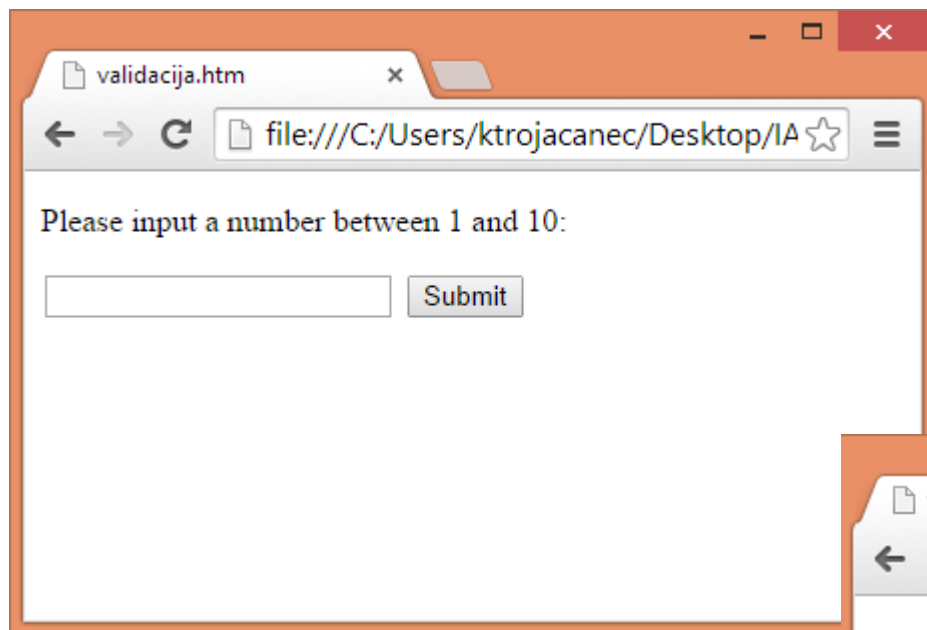 validacija.htm
file:///C:/Users/ktrojacanec/Desktop/IA
Please input a number between 1 and 10:
Submit